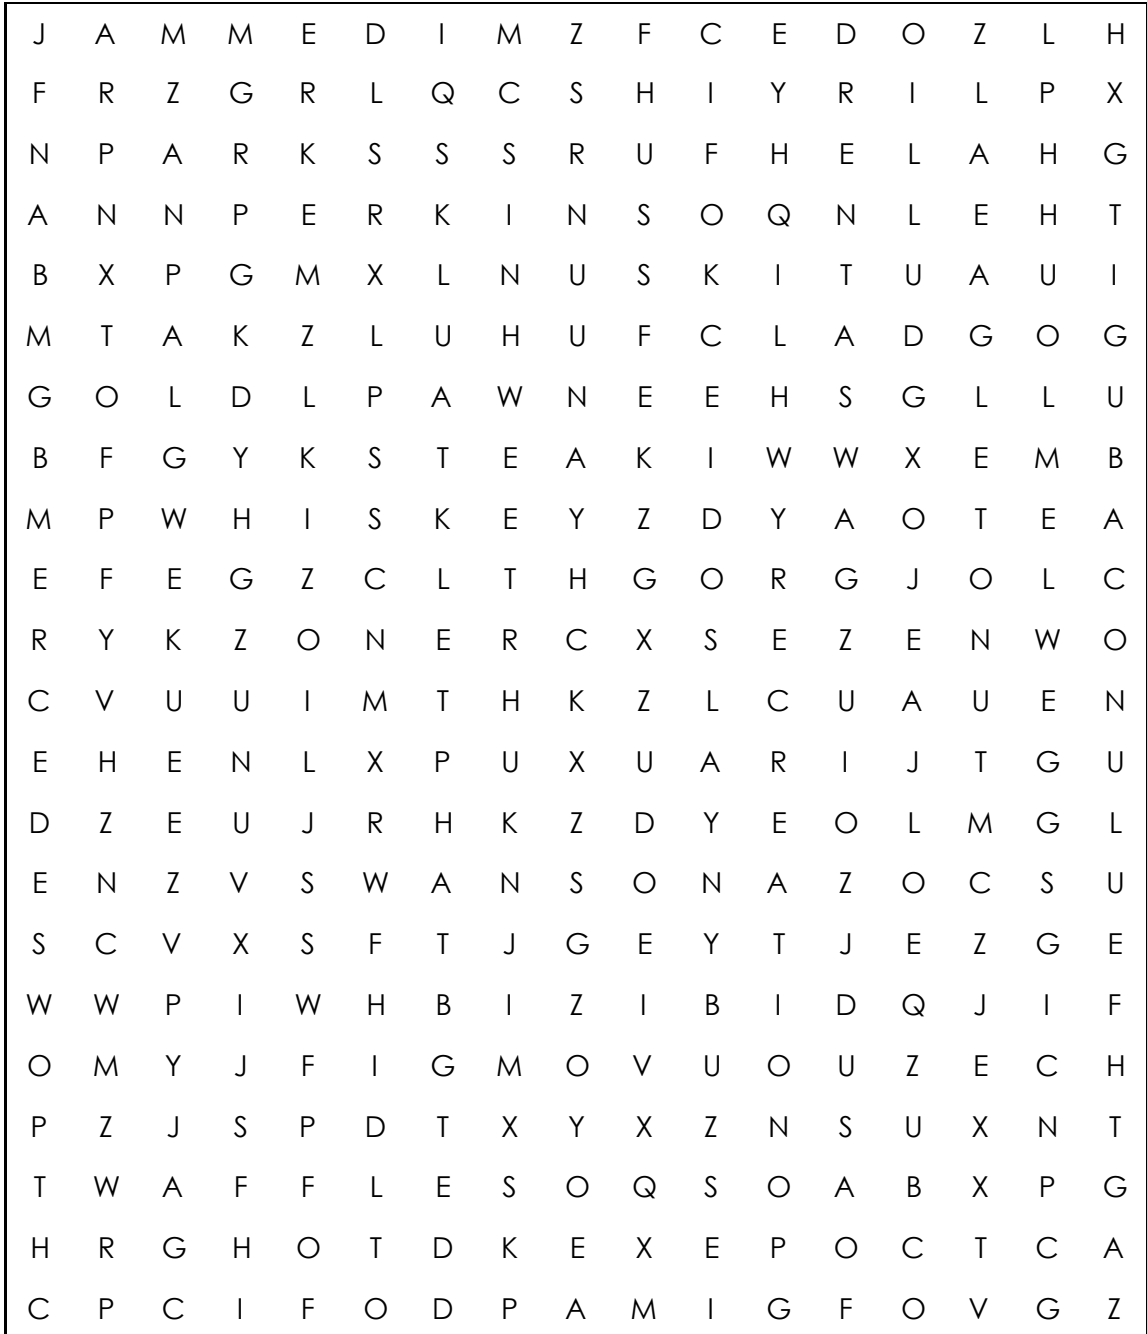 J A M M E D I M Z F C E D O Z L H
F R Z G R L Q C S H I Y R I L P X
N P A R K S S S R U F H E L A H G
A N N P E R K I N S O Q N L E H T
B X P G M X L N U S K I T U A U I
M T A K Z L U H U F C L A D G O G
G O L D L P A W N E E H S G L L U
B F G Y K S T E A K I W W X E M B
M P W H I S K E Y Z D Y A O T E A
E F E G Z C L T H G O R G J O L C
R Y K Z O N E R C X S E Z E N W O
C V U U I M T H K Z L C U A U E N
E H E N L X P U X U A R I J T G U
D Z E U J R H K Z D Y E O L M G L
E N Z V S W A N S O N A Z O C S U
S C V X S F T J G E Y T J E Z G E
W W P I W H B I Z I B I D Q J I F
O M Y J F I G M O V U O U Z E C H
P Z J S P D T X Y X Z N S U X N T
T W A F F L E S O Q S O A B X P G
H R G H O T D K E X E P O C T C A
C P C I F O D P A M I G F O V G Z